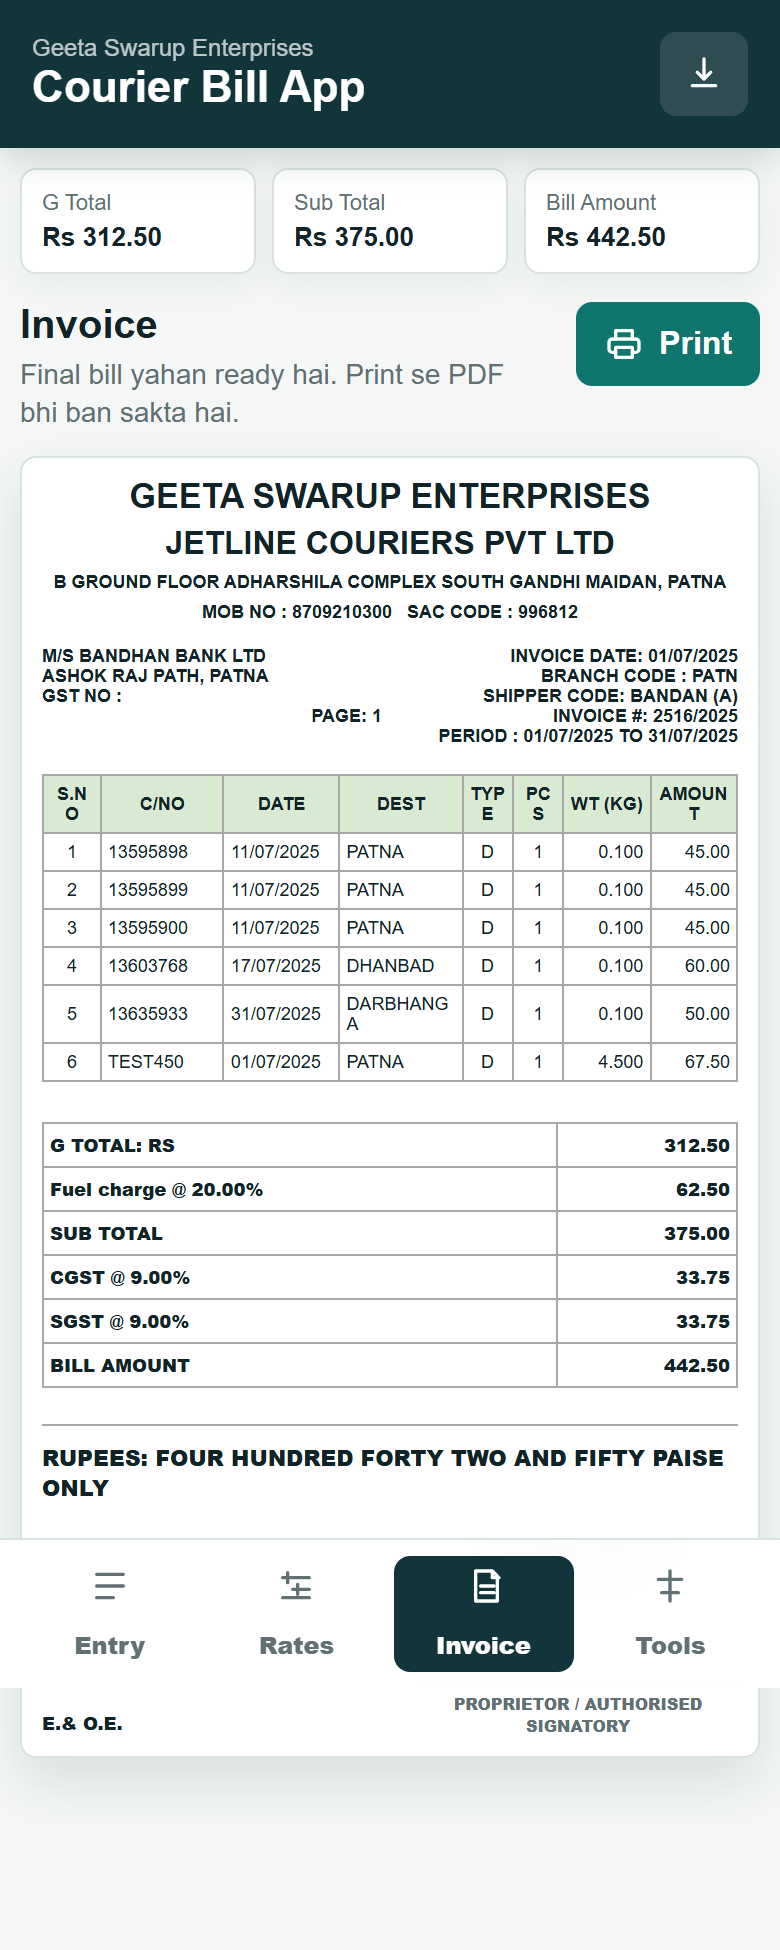 Geeta Swarup Enterprises
Courier Bill App
G Total
Rs 312.50
Sub Total
Rs 375.00
Bill Amount
Rs 442.50
Invoice
Final bill yahan ready hai. Print se PDF
bhi ban sakta hai.
Print
GEETA SWARUP ENTERPRISES
JETLINE COURIERS PVT LTD
B GROUND FLOOR ADHARSHILA COMPLEX SOUTH GANDHI MAIDAN, PATNA
MOB NO : 8709210300 SAC CODE : 996812
M/S BANDHAN BANK LTD
ASHOK RAJ PATH, PATNA
GST NO :
PAGE: 1
INVOICE DATE: 01/07/2025
BRANCH CODE : PATN
SHIPPER CODE: BANDAN (A)
INVOICE #: 2516/2025
PERIOD : 01/07/2025 TO 31/07/2025
S.NO C/NO DATE DEST TYPE PCS WT (KG) AMOUNT
1 13595898 11/07/2025 PATNA D 1 0.100 45.00
2 13595899 11/07/2025 PATNA D 1 0.100 45.00
3 13595900 11/07/2025 PATNA D 1 0.100 45.00
4 13603768 17/07/2025 DHANBAD D 1 0.100 60.00
5 13635933 31/07/2025 DARBHANGA D 1 0.100 50.00
6 TEST450 01/07/2025 PATNA D 1 4.500 67.50
G TOTAL: RS 312.50
Fuel charge @ 20.00% 62.50
SUB TOTAL 375.00
CGST @ 9.00% 33.75
SGST @ 9.00% 33.75
BILL AMOUNT 442.50
RUPEES: FOUR HUNDRED FORTY TWO AND FIFTY PAISE
ONLY
Entry
Rates
Invoice
Tools
E.& O.E.
PROPRIETOR / AUTHORISED
SIGNATORY